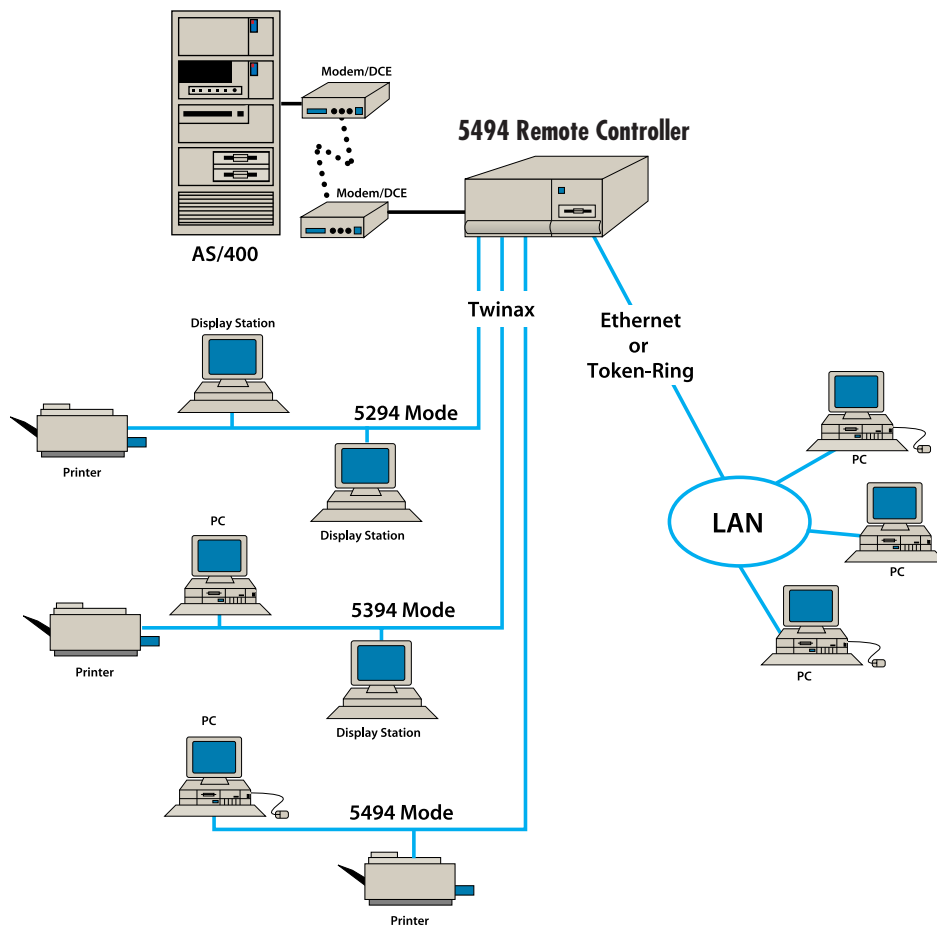 Modem/DCE
5494 Remote Controller
Modem/DCE
AS/400
Twinax
Ethernet
or
Token-Ring
Display Station
5294 Mode
Printer
Display Station
PC
LAN
PC
PC
5394 Mode
Printer
Display Station
PC
PC
5494 Mode
Printer